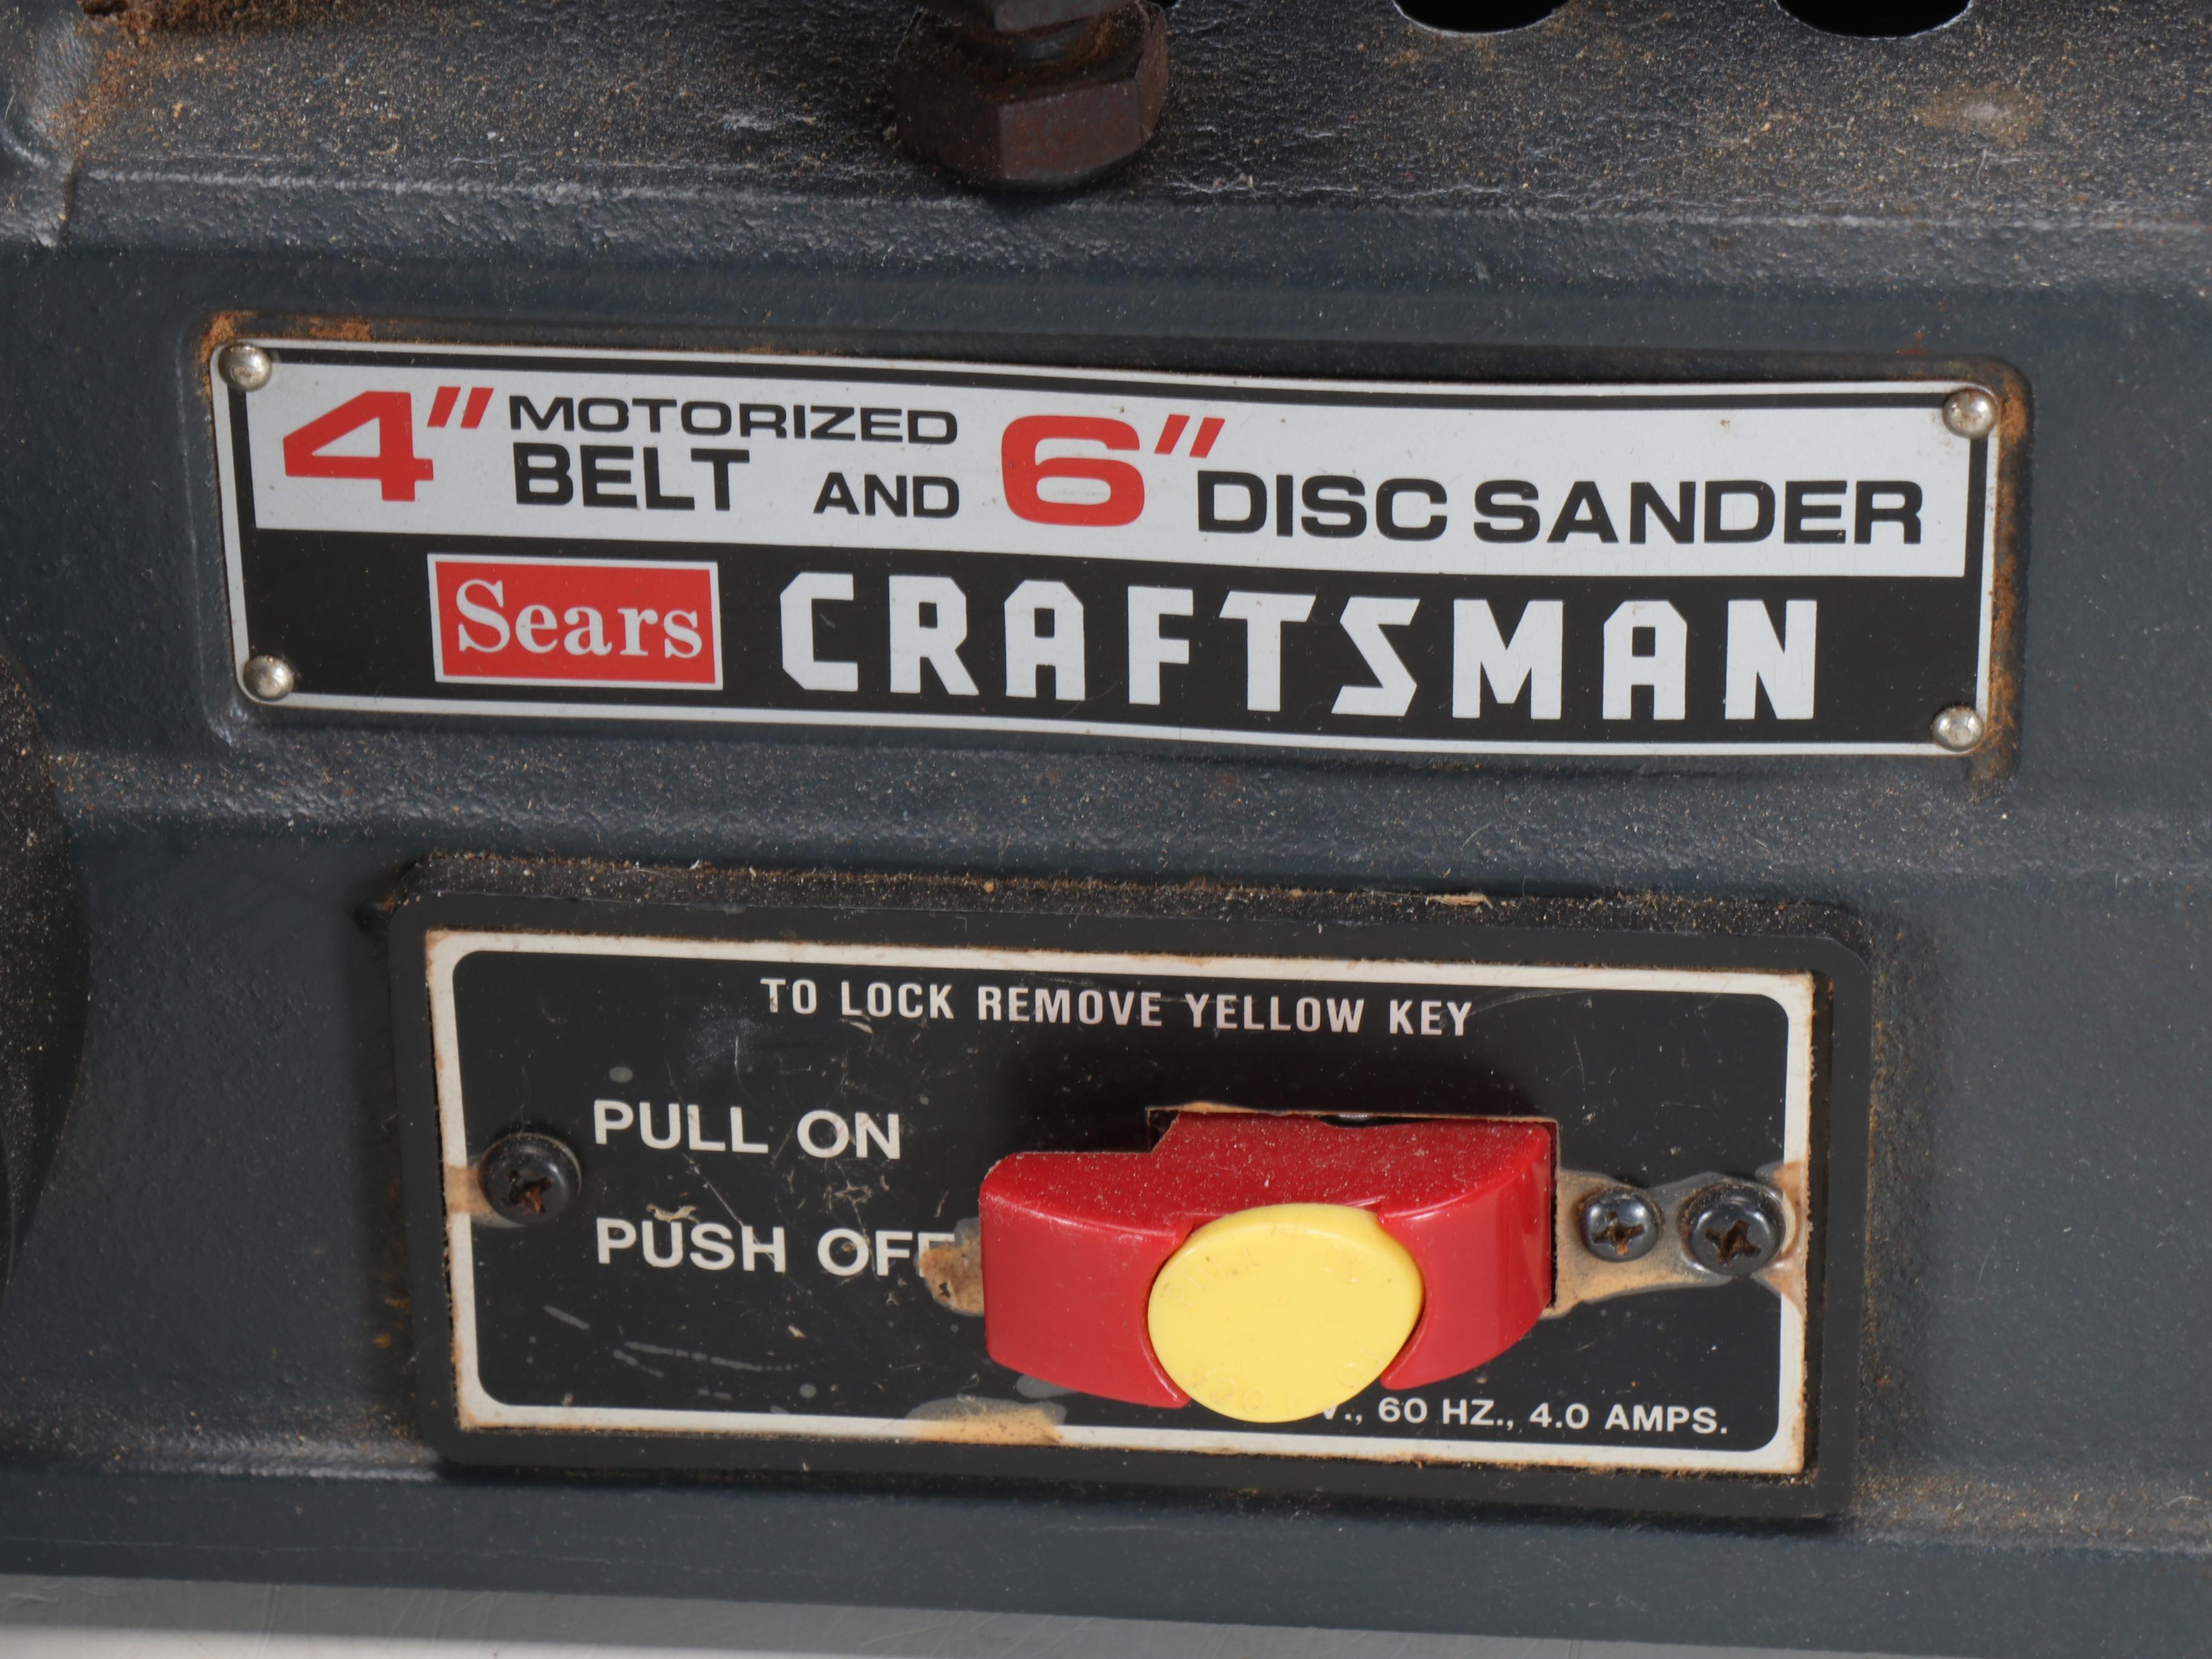 4" MOTORIZED BELT AND 6" DISC SANDER
Sears CRAFTSMAN
TO LOCK REMOVE YELLOW KEY
PULL ON
PUSH OFF
V., 60 HZ., 4.0 AMPS.